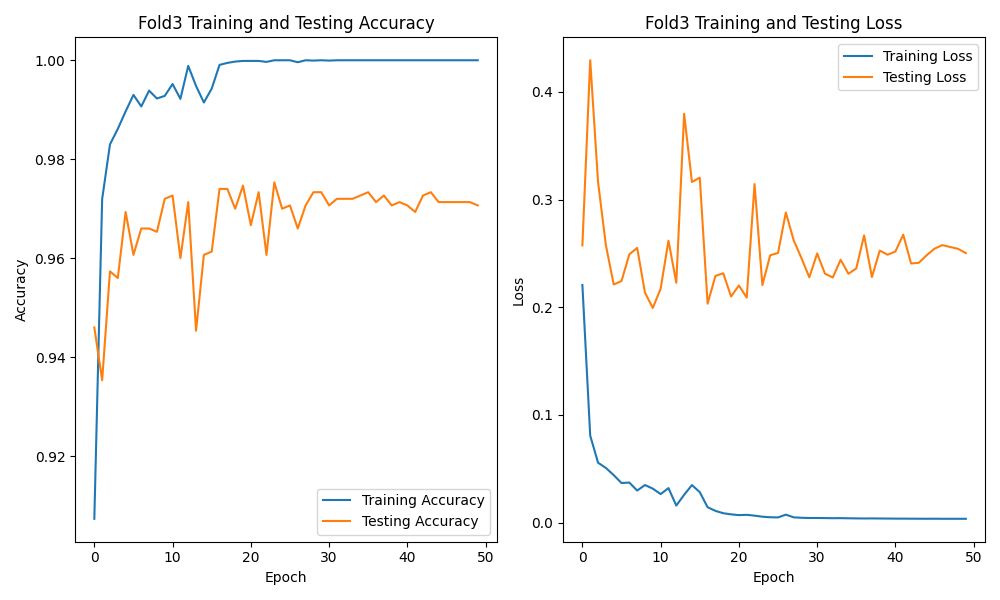 Fold3 Training and Testing Accuracy
Accuracy
1.00
0.98
0.96
0.94
0.92
0
10
20
30
40
50
Epoch
Training Accuracy
Testing Accuracy
Fold3 Training and Testing Loss
Loss
0.4
0.3
0.2
0.1
0.0
0
10
20
30
40
50
Epoch
Training Loss
Testing Loss